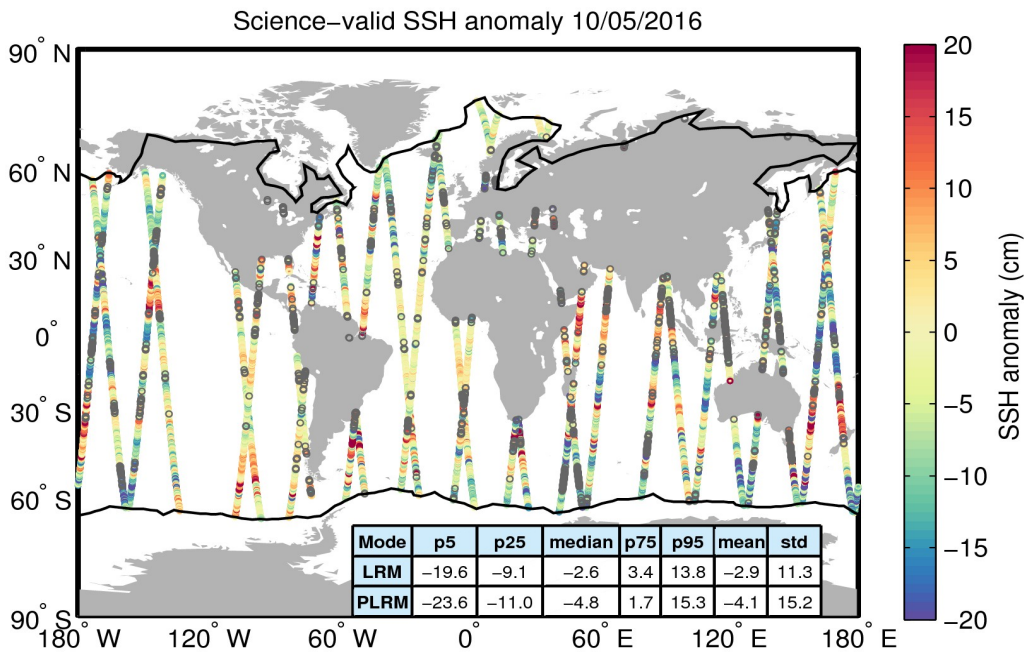 Science−valid SSH anomaly 10/05/2016
90° N
60° N
30° N
0°
30° S
60° S
90° S
180° W
120° W
60° W
0°
60° E
120° E
180° E
Mode p5 p25 median p75 p95 mean std
LRM −19.6 −9.1 −2.6 3.4 13.8 −2.9 11.3
PLRM −23.6 −11.0 −4.8 1.7 15.3 −4.1 15.2
20
15
10
5
0
−5
−10
−15
−20
SSH anomaly (cm)